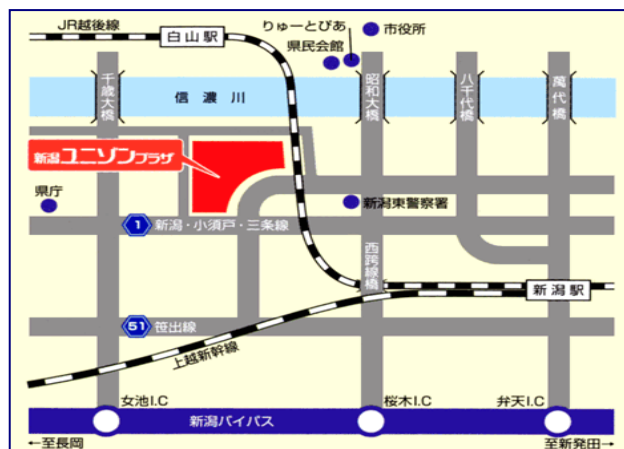 JR越後線
白山駅
りゅーとぴあ
県民会館
市役所
千歳大橋
信濃川
昭和大橋
八千代橋
萬代橋
新潟ユニゾンプラザ
県庁
新潟東警察署
1 新潟・小須戸・三条線
西跨線橋
新潟駅
51 笹出線
上越新幹線
女池I.C
桜木I.C
弁天I.C
新潟バイパス
←至長岡
至新発田→